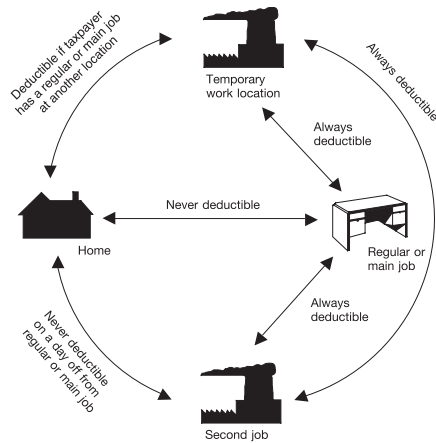 Deductible if taxpayer
has a regular or main job
at another location
Temporary
work location
Always deductible
Always
deductible
Never deductible
Home
Regular or
main job
Always
deductible
Never deductible
on a day off from
regular or main job
Second job